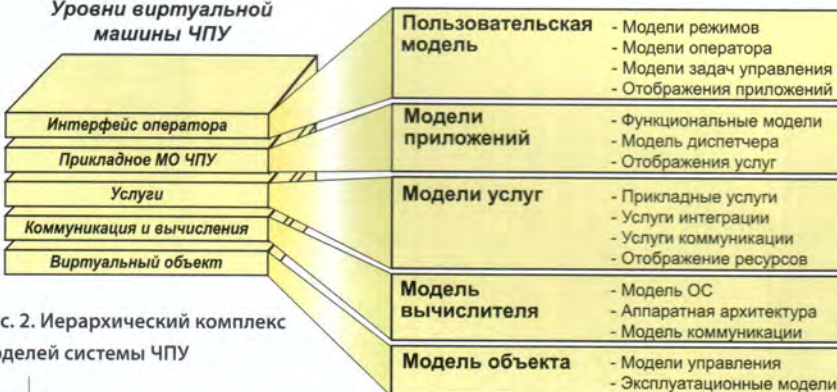 Уровни виртуальной
машины ЧПУ
Интерфейс оператора
Прикладное МО ЧПУ
Услуги
Коммуникация и вычисления
Виртуальный объект
Пользовательская
модель
- Модели режимов
- Модели оператора
- Модели задач управления
- Отображения приложений
Модели
приложений
- Функциональные модели
- Модель диспетчера
- Отображения услуг
Модели услуг
- Прикладные услуги
- Услуги интеграции
- Услуги коммуникации
- Отображение ресурсов
Модель
вычислителя
- Модель ОС
- Аппаратная архитектура
- Модель коммуникации
Модель объекта
- Модели управления
- Эксплуатационные модели
с. 2. Иерархический комплекс
оделей системы ЧПУ